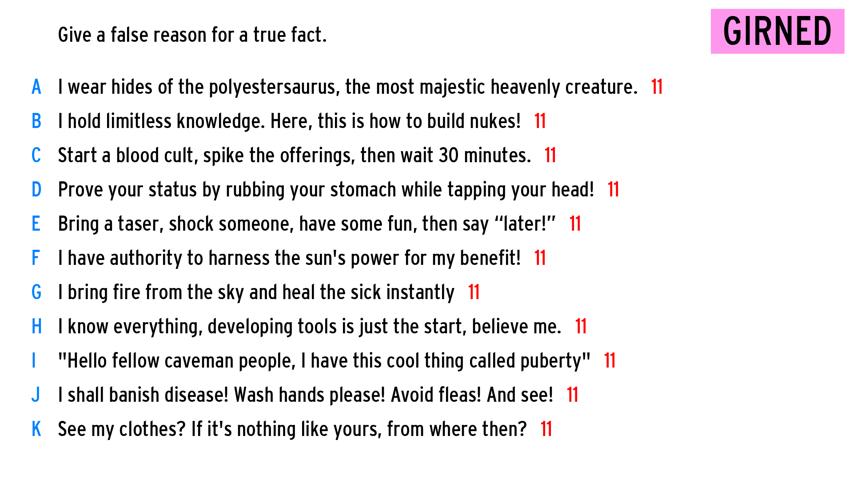 Give a false reason for a true fact.
GIRNED
A I wear hides of the polyestersaurus, the most majestic heavenly creature. 11
B I hold limitless knowledge. Here, this is how to build nukes! 11
C Start a blood cult, spike the offerings, then wait 30 minutes. 11
D Prove your status by rubbing your stomach while tapping your head! 11
E Bring a taser, shock someone, have some fun, then say “later!” 11
F I have authority to harness the sun's power for my benefit! 11
G I bring fire from the sky and heal the sick instantly 11
H I know everything, developing tools is just the start, believe me. 11
I "Hello fellow caveman people, I have this cool thing called puberty" 11
J I shall banish disease! Wash hands please! Avoid fleas! And see! 11
K See my clothes? If it's nothing like yours, from where then? 11